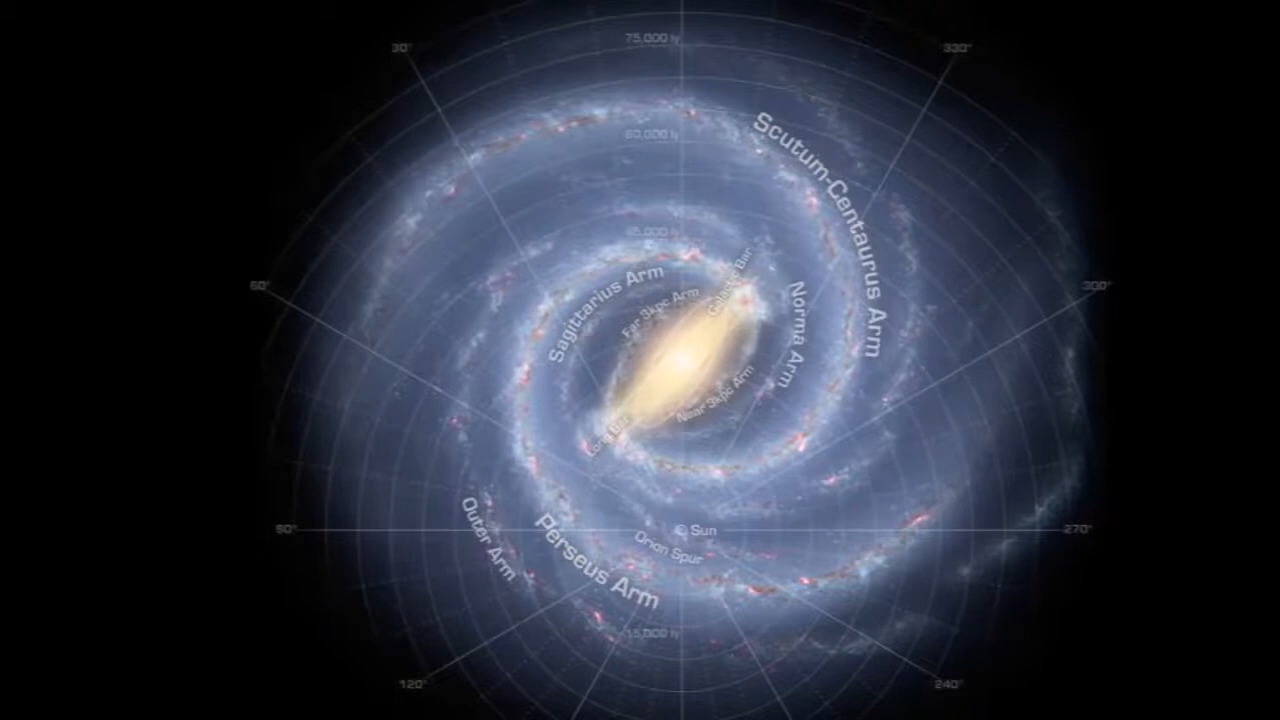 75,000 ly
30°
330°
Scutum-Centaurus Arm
60,000 ly
45,000 ly
Sagittarius Arm
Far 3kpc Arm
Galactic Bar
Norma Arm
60°
300°
Near 3kpc Arm
Long Bar
Outer Arm
Perseus Arm
90°
Sun
270°
Orion Spur
15,000 ly
120°
240°